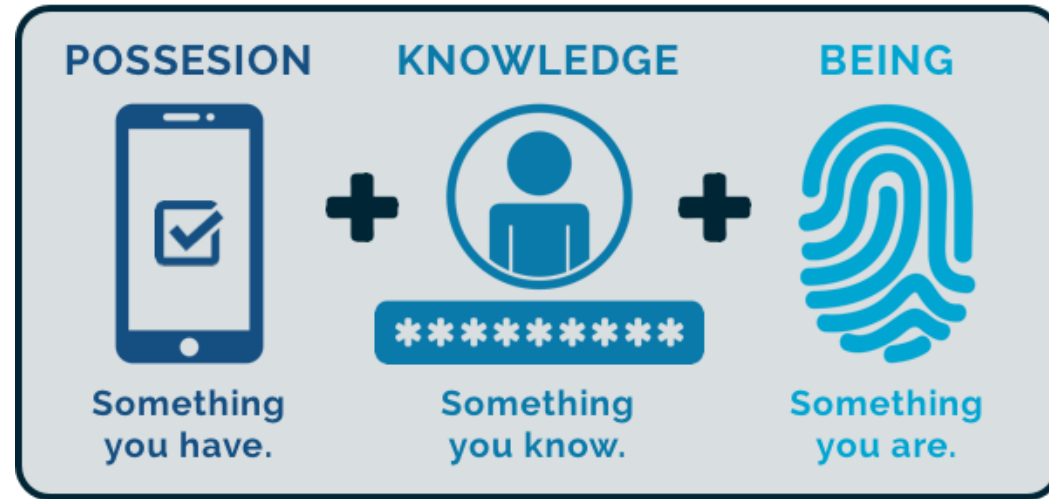 POSSESION
KNOWLEDGE
BEING
*********
Something
you have.
Something
you know.
Something
you are.